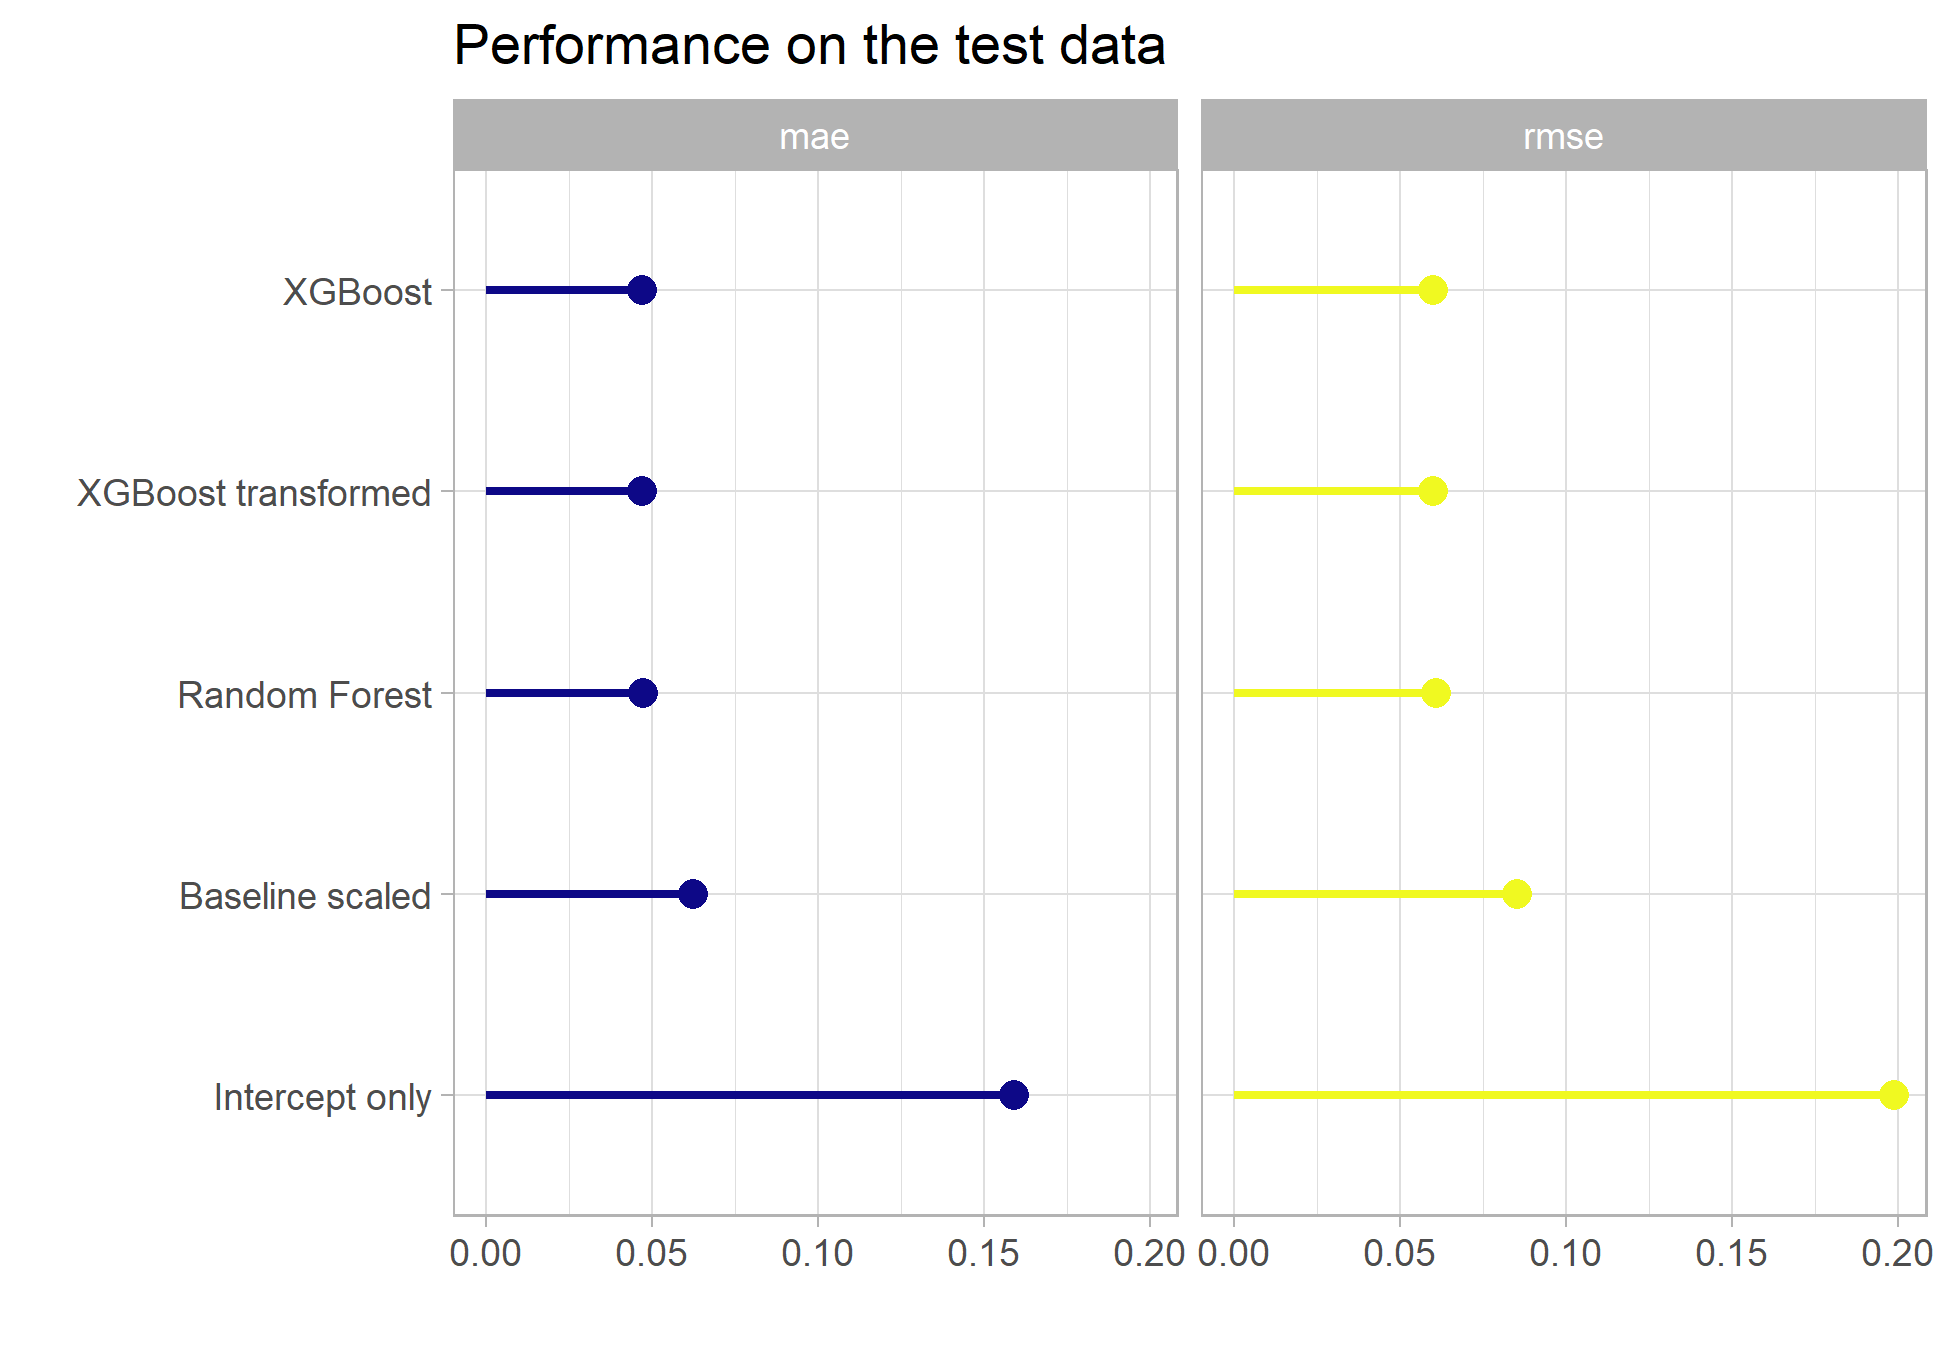 Performance on the test data
mae
rmse
XGBoost
XGBoost transformed
Random Forest
Baseline scaled
Intercept only
0.00 0.05 0.10 0.15 0.20
0.00 0.05 0.10 0.15 0.20